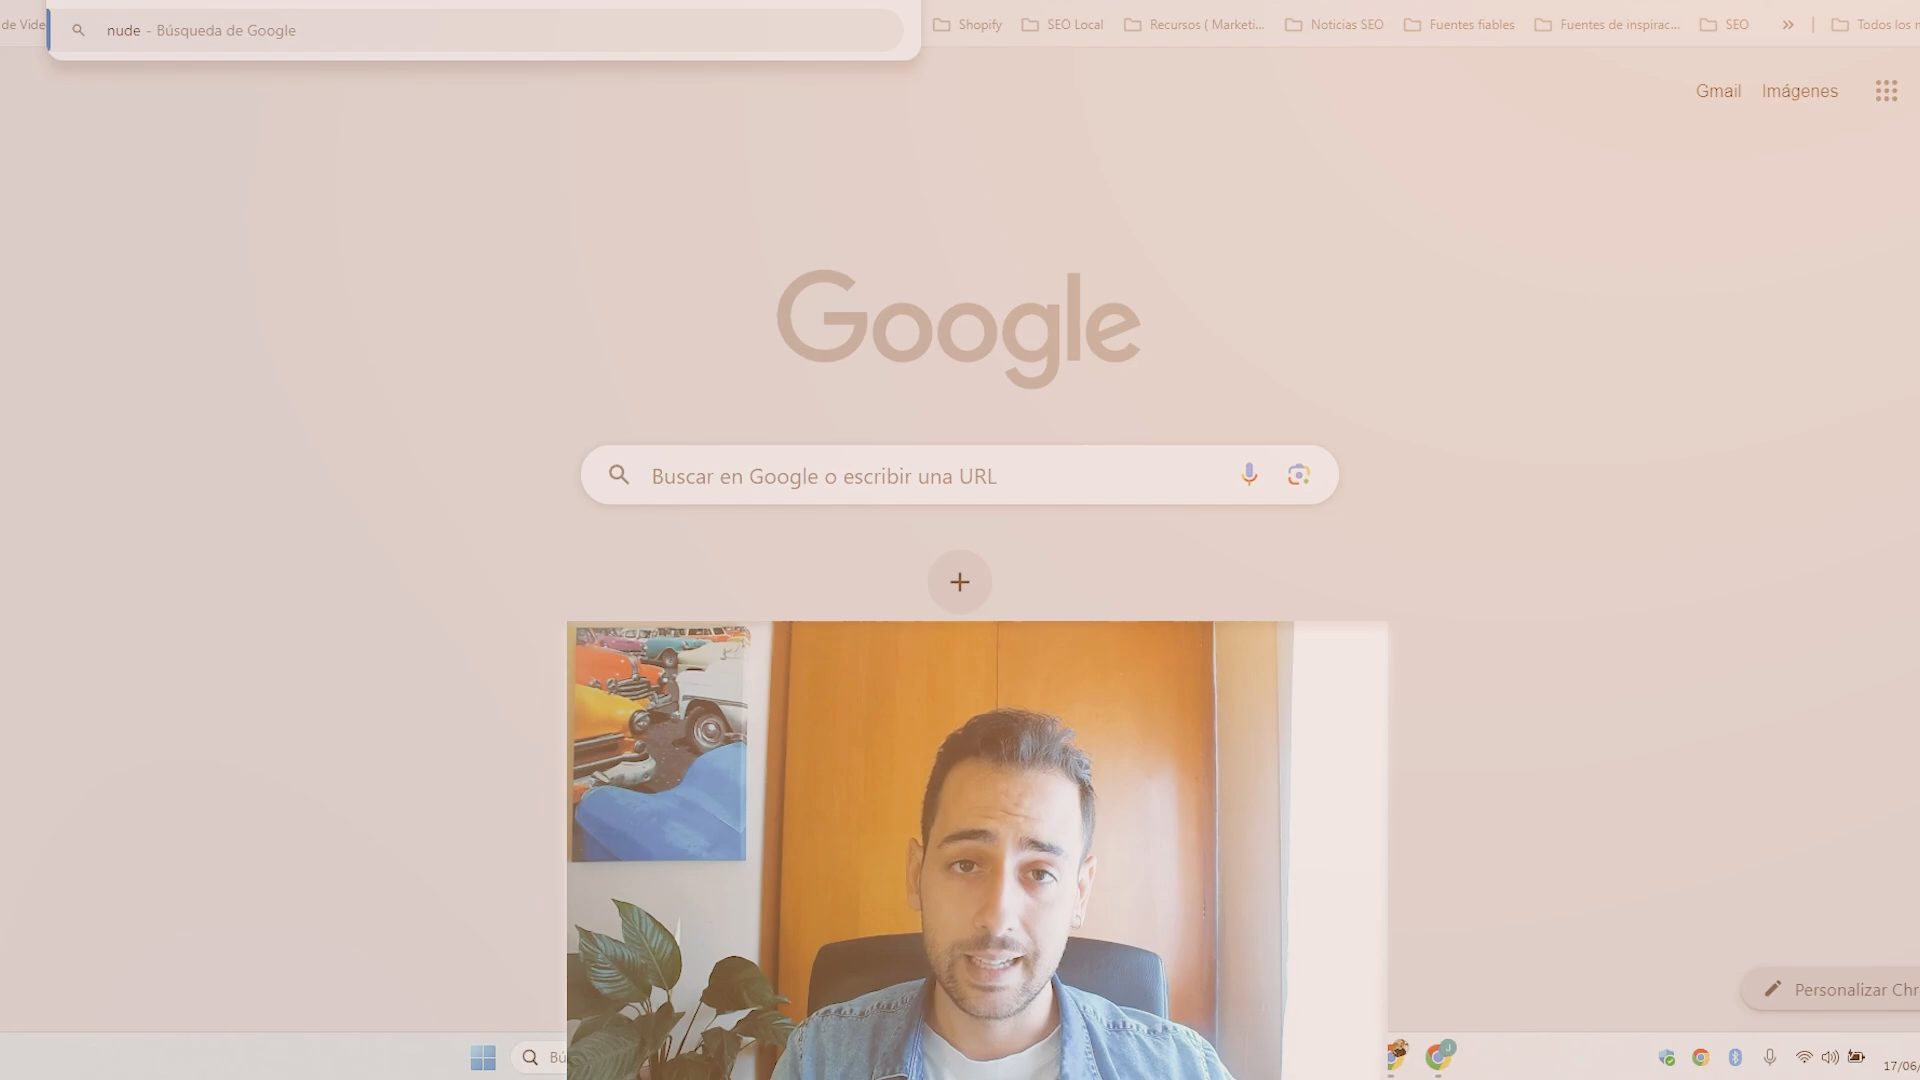 de Vide
nude - Búsqueda de Google
Shopify
SEO Local
Recursos ( Marketi...
Noticias SEO
Fuentes fiables
Fuentes de inspirac...
SEO
Todos los
Gmail
Imágenes
Google
Buscar en Google o escribir una URL
Personalizar Chr
Bú
J
17/06/